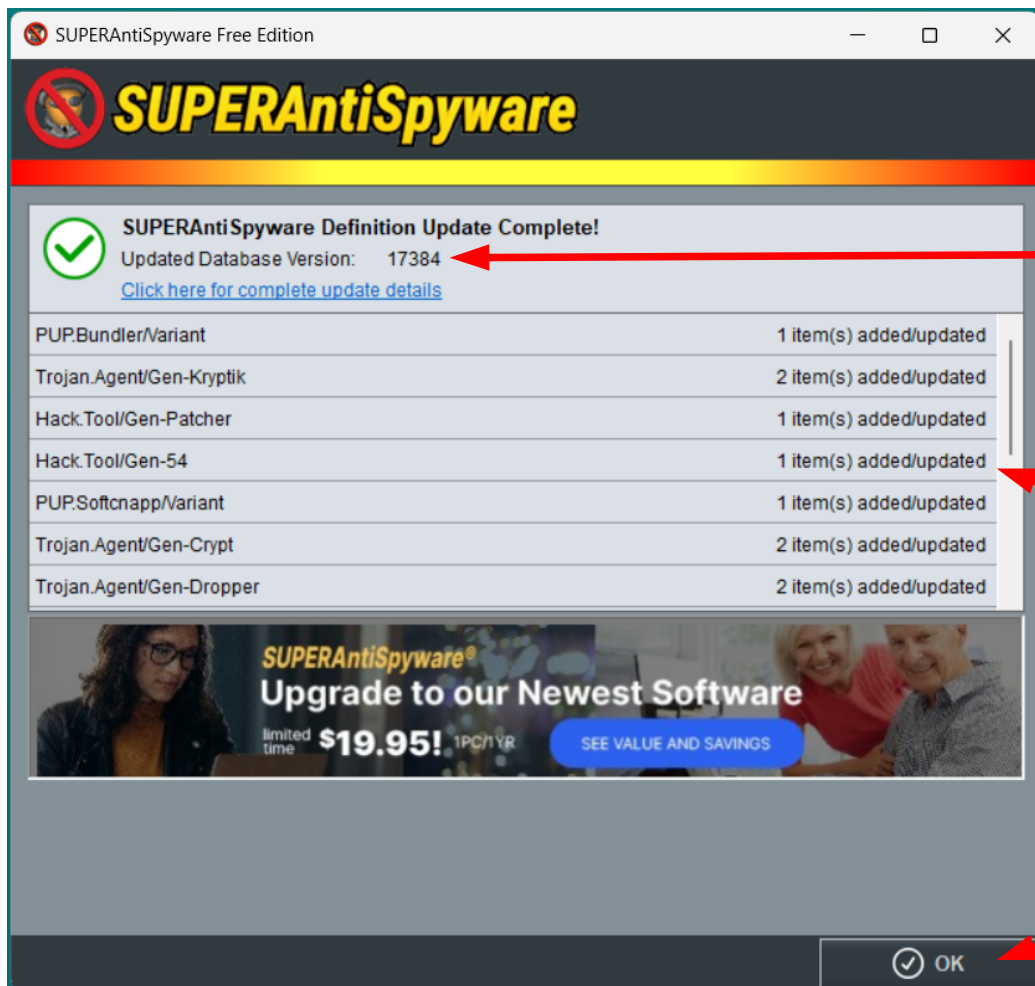 SUPERAntiSpyware Free Edition
SUPERAntiSpyware
SUPERAntiSpyware Definition Update Complete!
Updated Database Version: 17384
Click here for complete update details
PUP.Bundler/Variant 1 item(s) added/updated
Trojan.Agent/Gen-Kryptik 2 item(s) added/updated
Hack.Tool/Gen-Patcher 1 item(s) added/updated
Hack.Tool/Gen-54 1 item(s) added/updated
PUP.Softcnapp/Variant 1 item(s) added/updated
Trojan.Agent/Gen-Crypt 2 item(s) added/updated
Trojan.Agent/Gen-Dropper 2 item(s) added/updated
SUPERAntiSpyware®
Upgrade to our Newest Software
limited time $19.95! 1PC/1YR SEE VALUE AND SAVINGS
OK